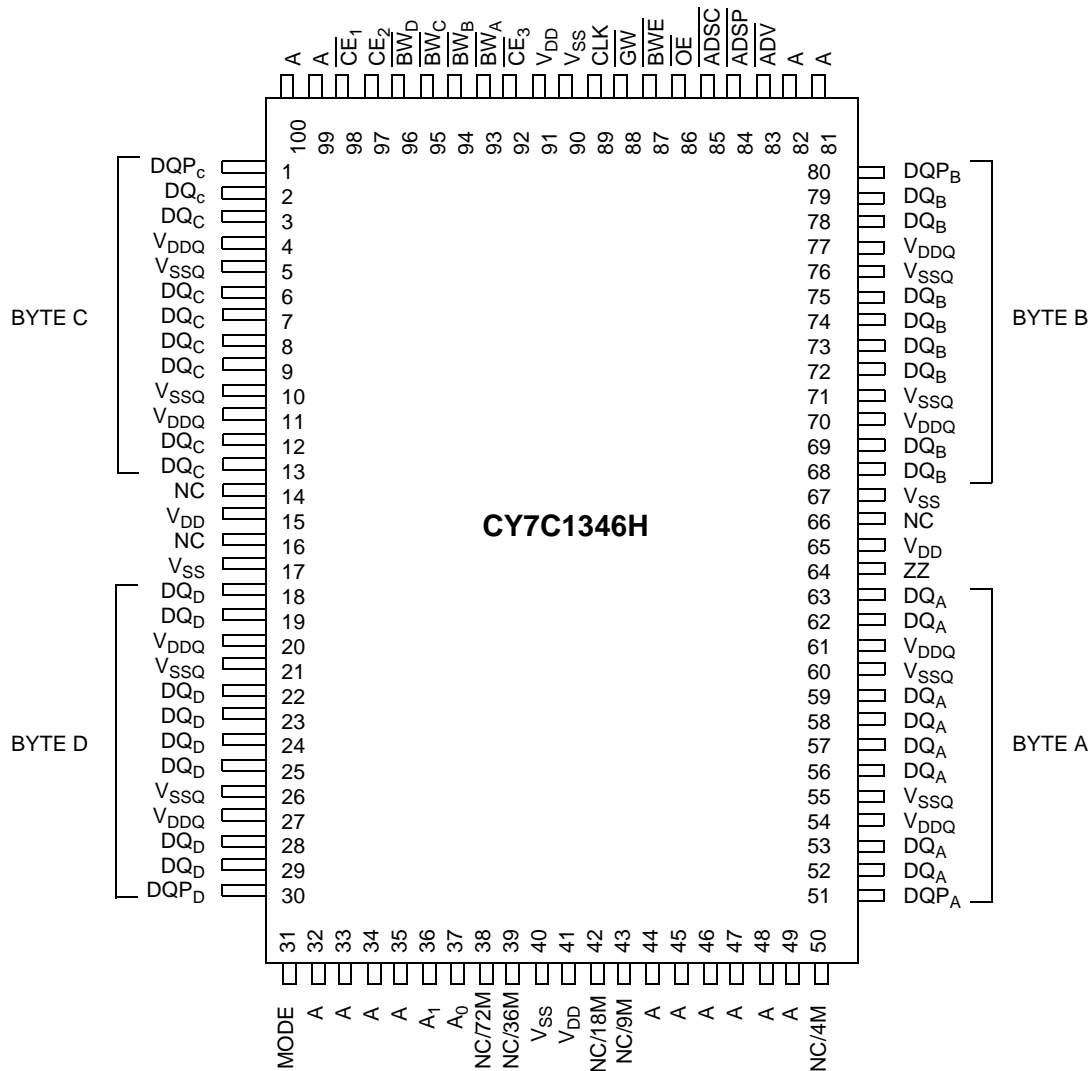 A A CE1 CE2 BWD BWC BWB BWA CE3 VDD VSS CLK GW BWE OE ADSC ADSP ADV A A
100 99 98 97 96 95 94 93 92 91 90 89 88 87 86 85 84 83 82 81
DQPc 1 80 DQPB
DQc 2 79 DQB
DQC 3 78 DQB
VDDQ 4 77 VDDQ
VSSQ 5 76 VSSQ
DQC 6 75 DQB
BYTE C DQC 7 74 DQB BYTE B
DQC 8 73 DQB
DQC 9 72 DQB
VSSQ 10 71 VSSQ
VDDQ 11 70 VDDQ
DQC 12 69 DQB
DQC 13 68 DQB
NC 14 67 VSS
VDD 15 CY7C1346H 66 NC
NC 16 65 VDD
VSS 17 64 ZZ
DQD 18 63 DQA
DQD 19 62 DQA
VDDQ 20 61 VDDQ
VSSQ 21 60 VSSQ
DQD 22 59 DQA
DQD 23 58 DQA
BYTE D DQD 24 57 DQA BYTE A
DQD 25 56 DQA
VSSQ 26 55 VSSQ
VDDQ 27 54 VDDQ
DQD 28 53 DQA
DQD 29 52 DQA
DQPD 30 51 DQPA
31 32 33 34 35 36 37 38 39 40 41 42 43 44 45 46 47 48 49 50
MODE A A A A A1 A0 NC/72M NC/36M VSS VDD NC/18M NC/9M A A A A A A NC/4M